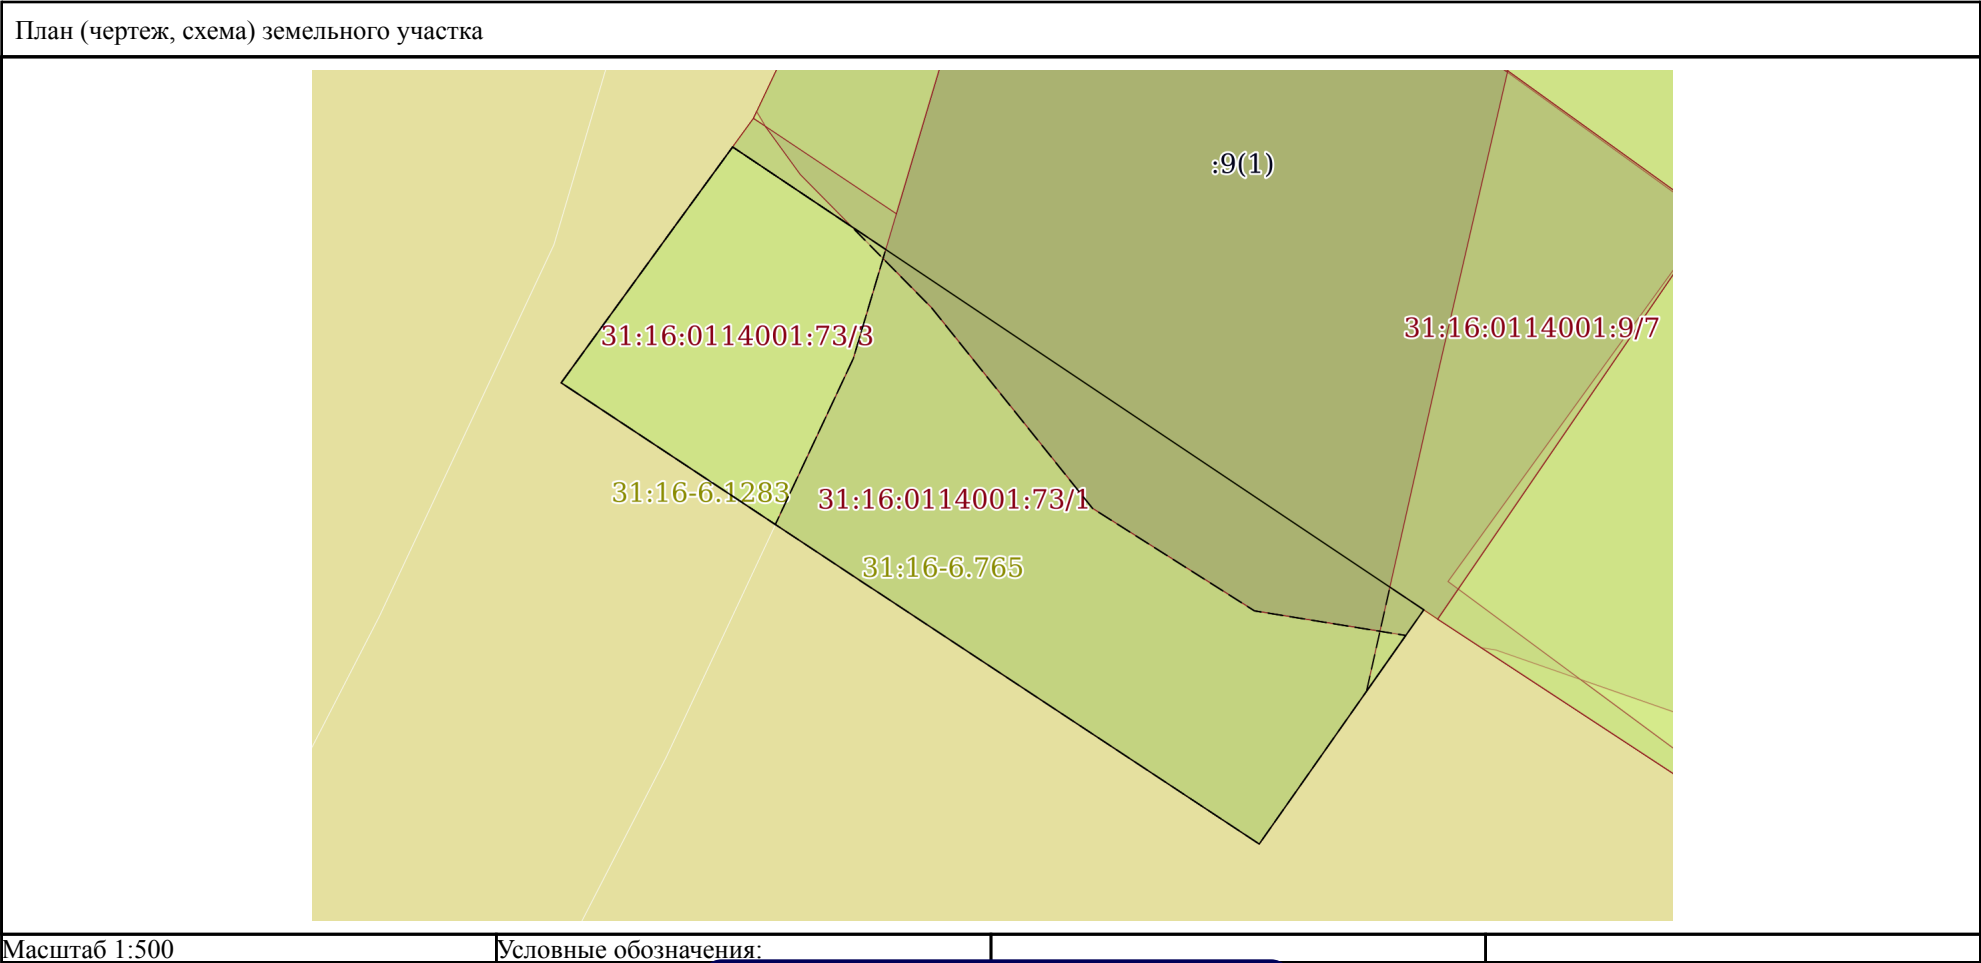 План (чертеж, схема) земельного участка
:9(1)
31:16:0114001:73/3
31:16:0114001:9/7
31:16-6.1283
31:16:0114001:73/1
31:16-6.765
Масштаб 1:500
Условные обозначения: